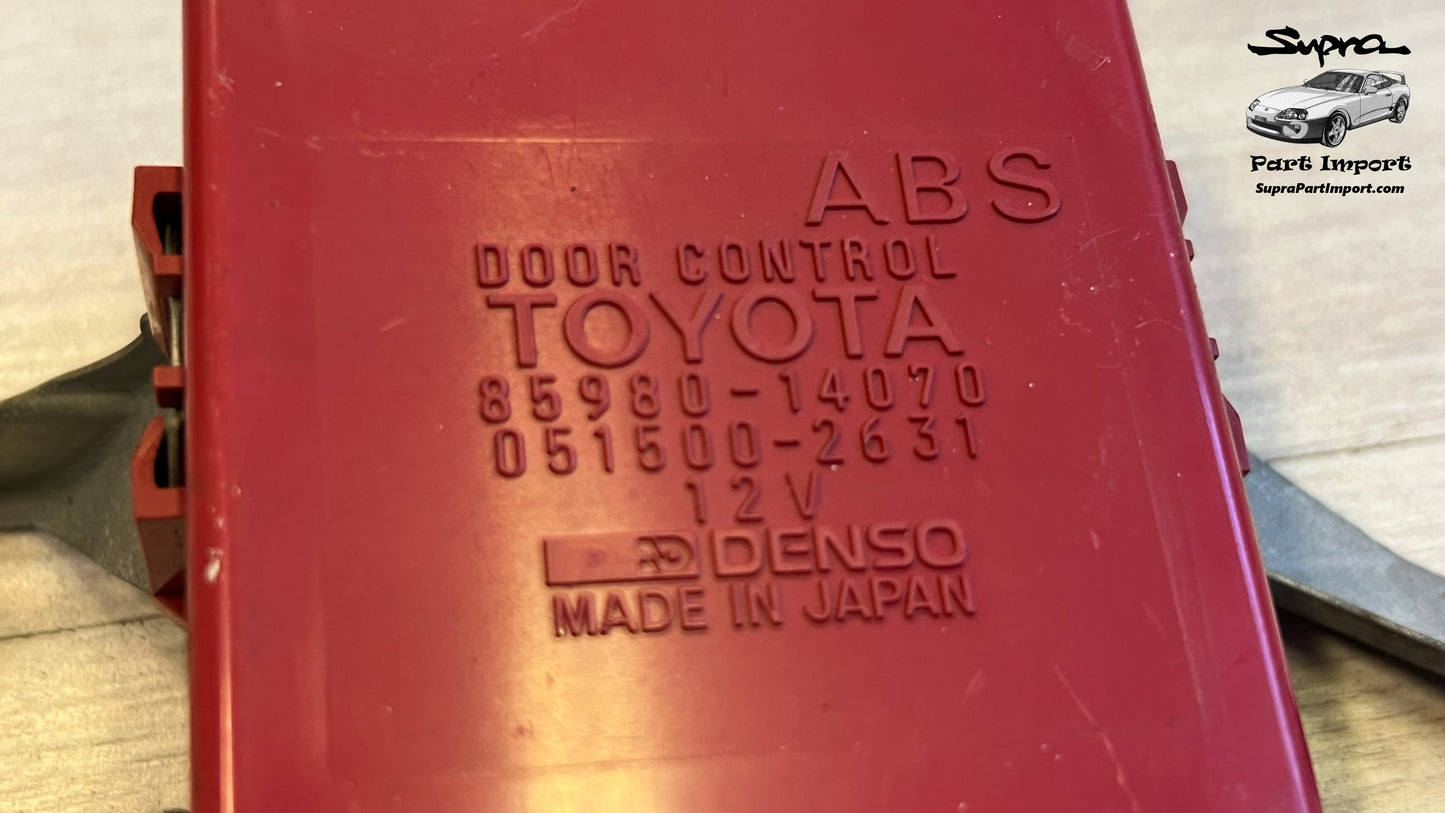 Supra
Part Import
SupraPartImport.com
ABS
DOOR CONTROL
TOYOTA
85980-14070
051500-2631
12V
DENSO
MADE IN JAPAN